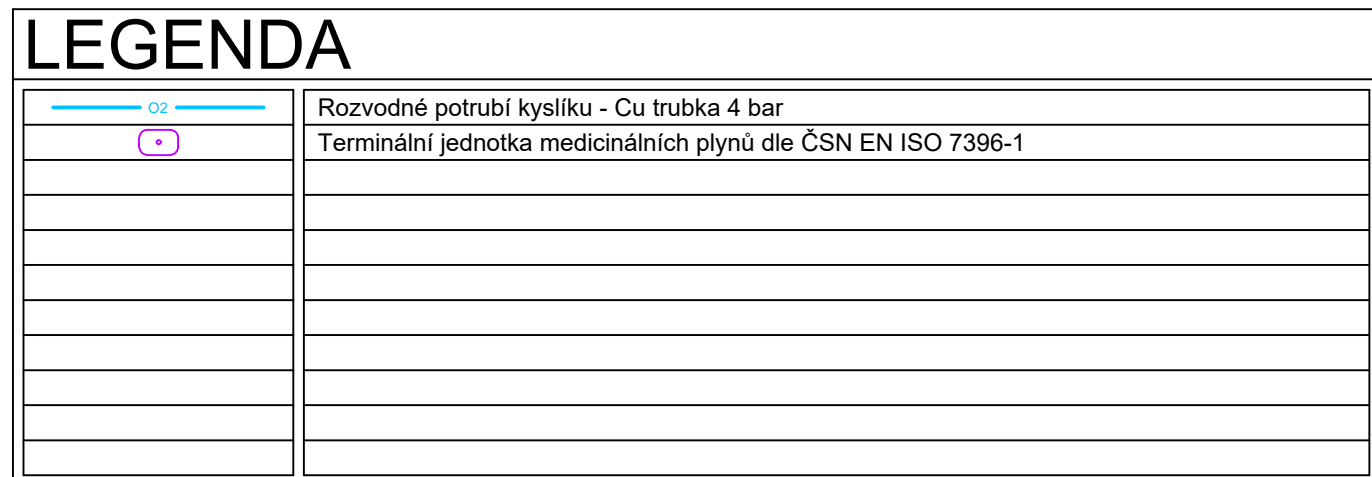 LEGENDA
O2
Rozvodné potrubí kyslíku - Cu trubka 4 bar
Terminální jednotka medicinálních plynů dle ČSN EN ISO 7396-1